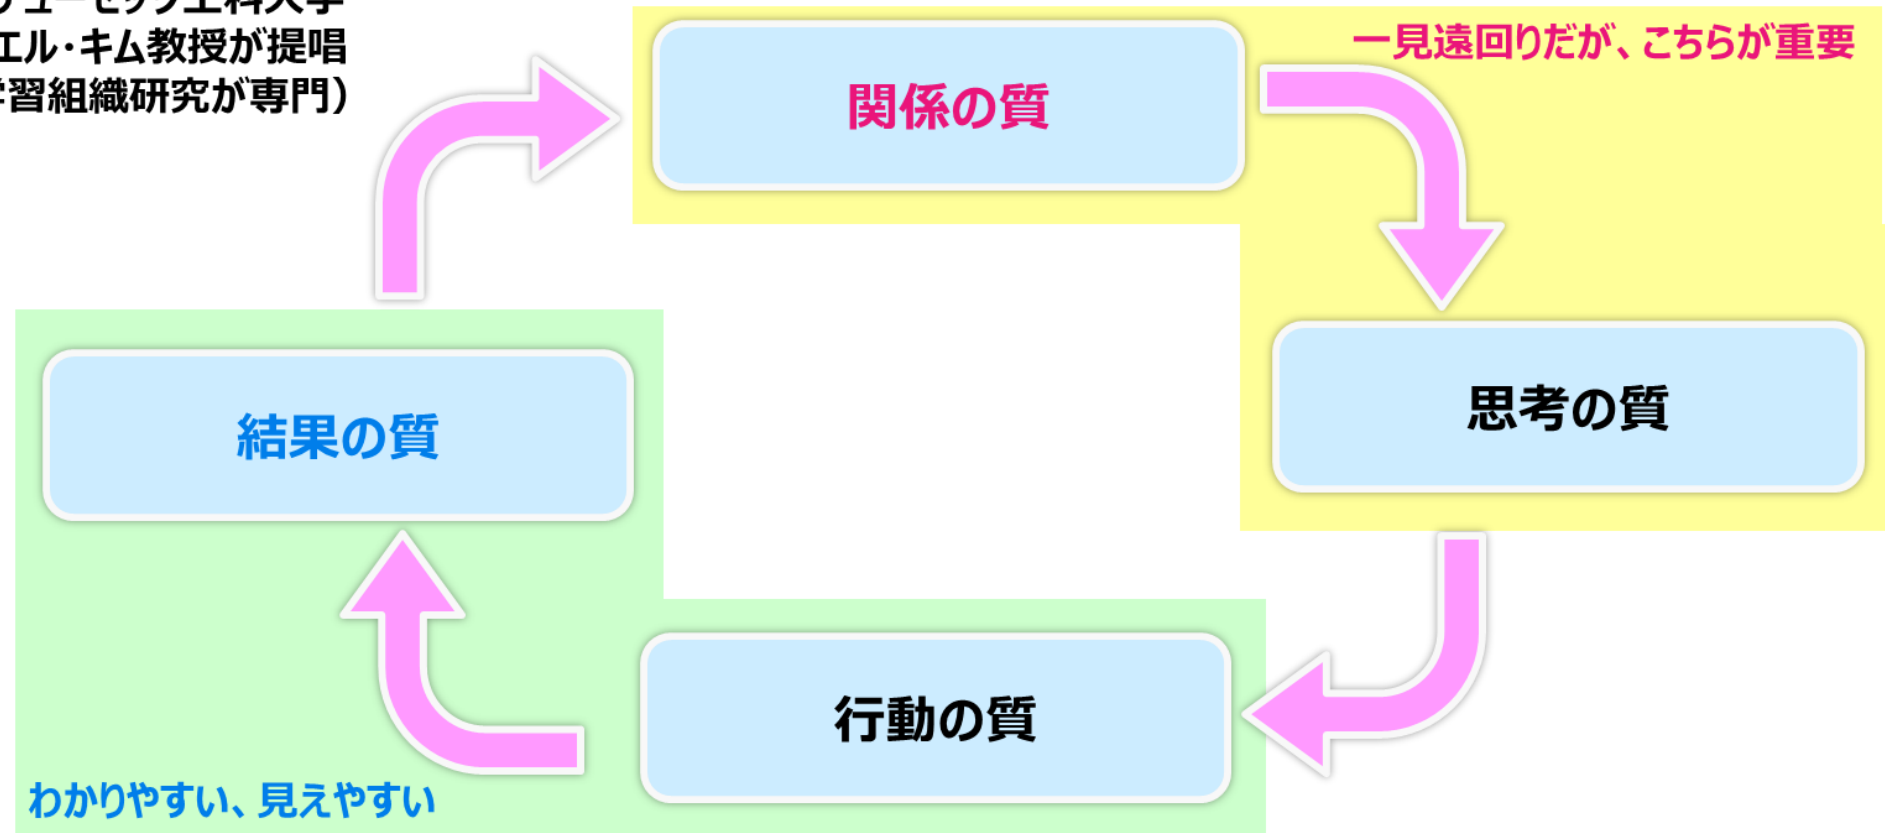 エル・キム教授が提唱
習組織研究が専門）
一見遠回りだが、こちらが重要
関係の質
思考の質
結果の質
行動の質
わかりやすい、見えやすい